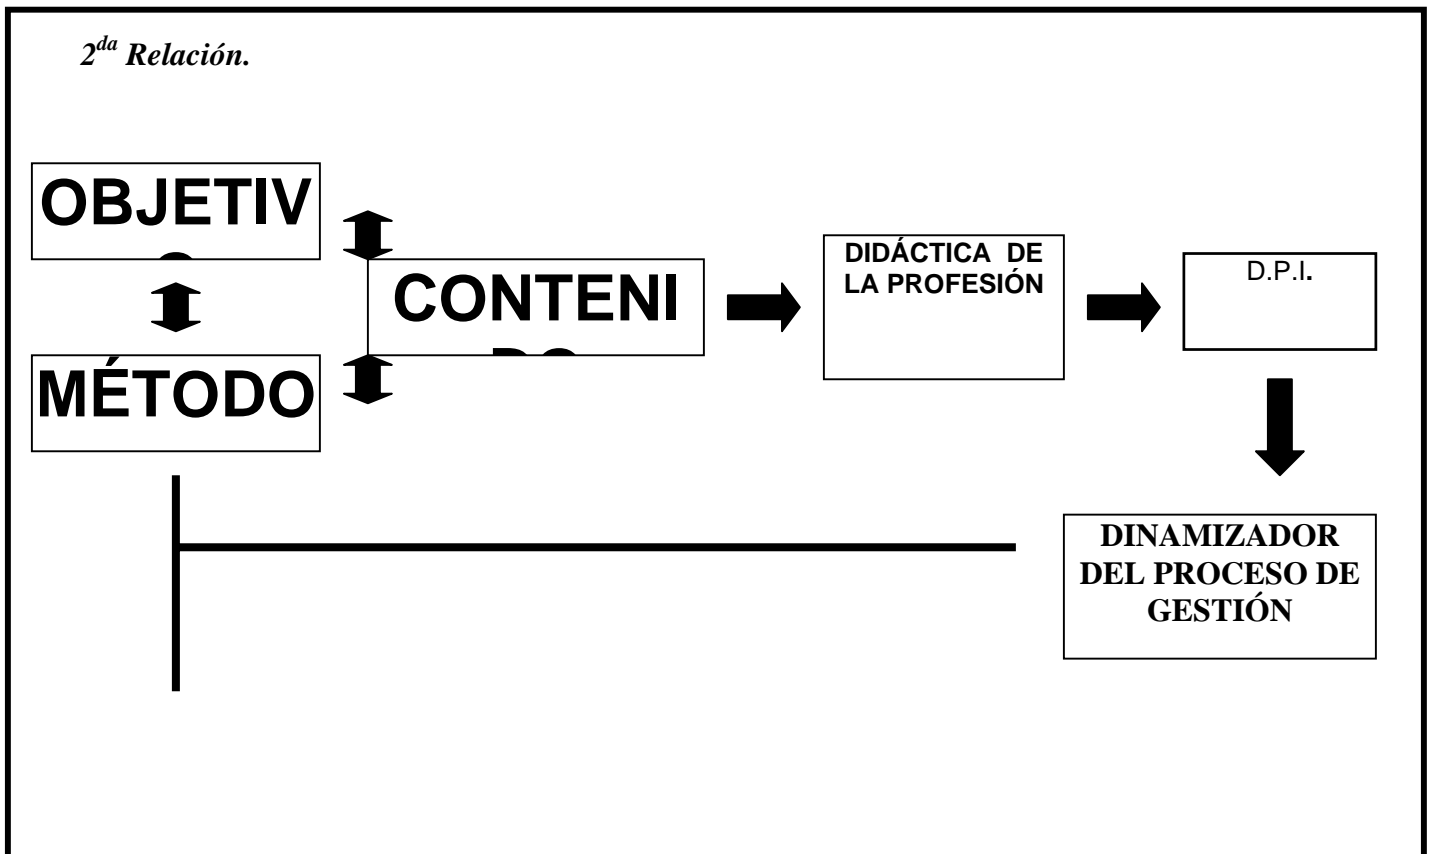 2da Relación.
OBJETIV
CONTENI
MÉTODO
DIDÁCTICA DE
LA PROFESIÓN
D.P.I.
DINAMIZADOR
DEL PROCESO DE
GESTIÓN